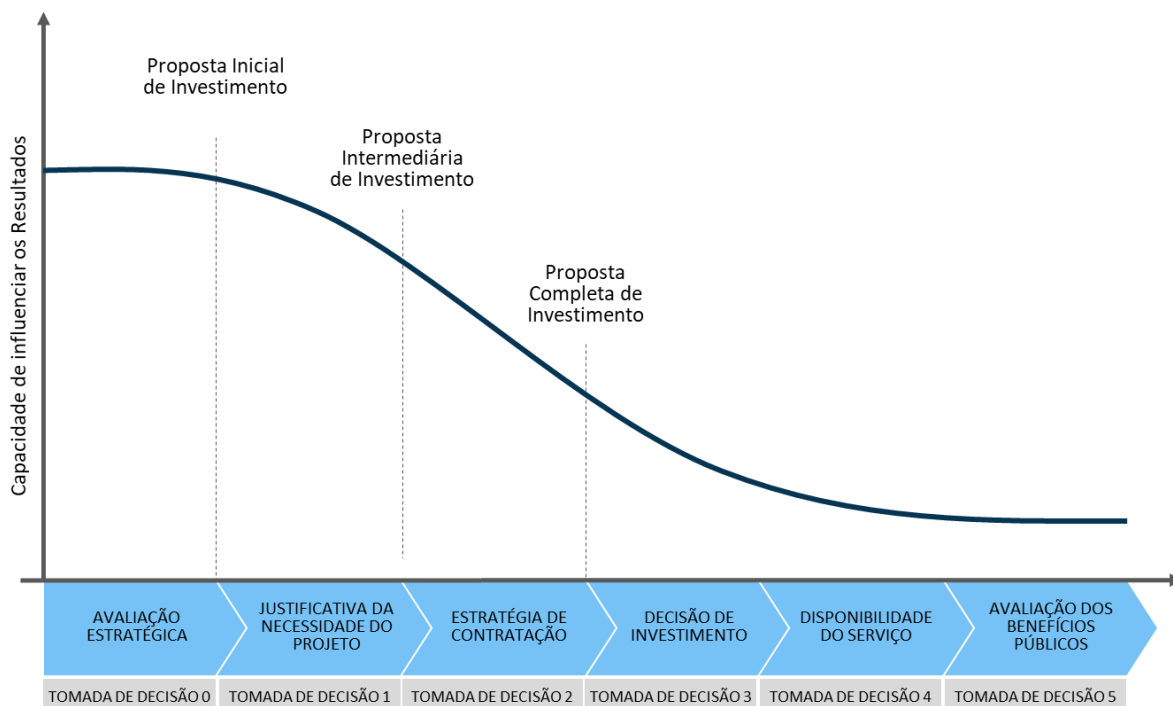 Proposta Inicial
de Investimento
Proposta
Intermediária
de Investimento
Proposta
Completa de
Investimento
Capacidade de influenciar os Resultados
AVALIAÇÃO
ESTRATÉGICA
JUSTIFICATIVA DA
NECESSIDADE DO
PROJETO
ESTRATÉGIA DE
CONTRATAÇÃO
DECISÃO DE
INVESTIMENTO
DISPONIBILIDADE
DO SERVIÇO
AVALIAÇÃO DOS
BENEFÍCIOS
PÚBLICOS
TOMADA DE DECISÃO 0
TOMADA DE DECISÃO 1
TOMADA DE DECISÃO 2
TOMADA DE DECISÃO 3
TOMADA DE DECISÃO 4
TOMADA DE DECISÃO 5